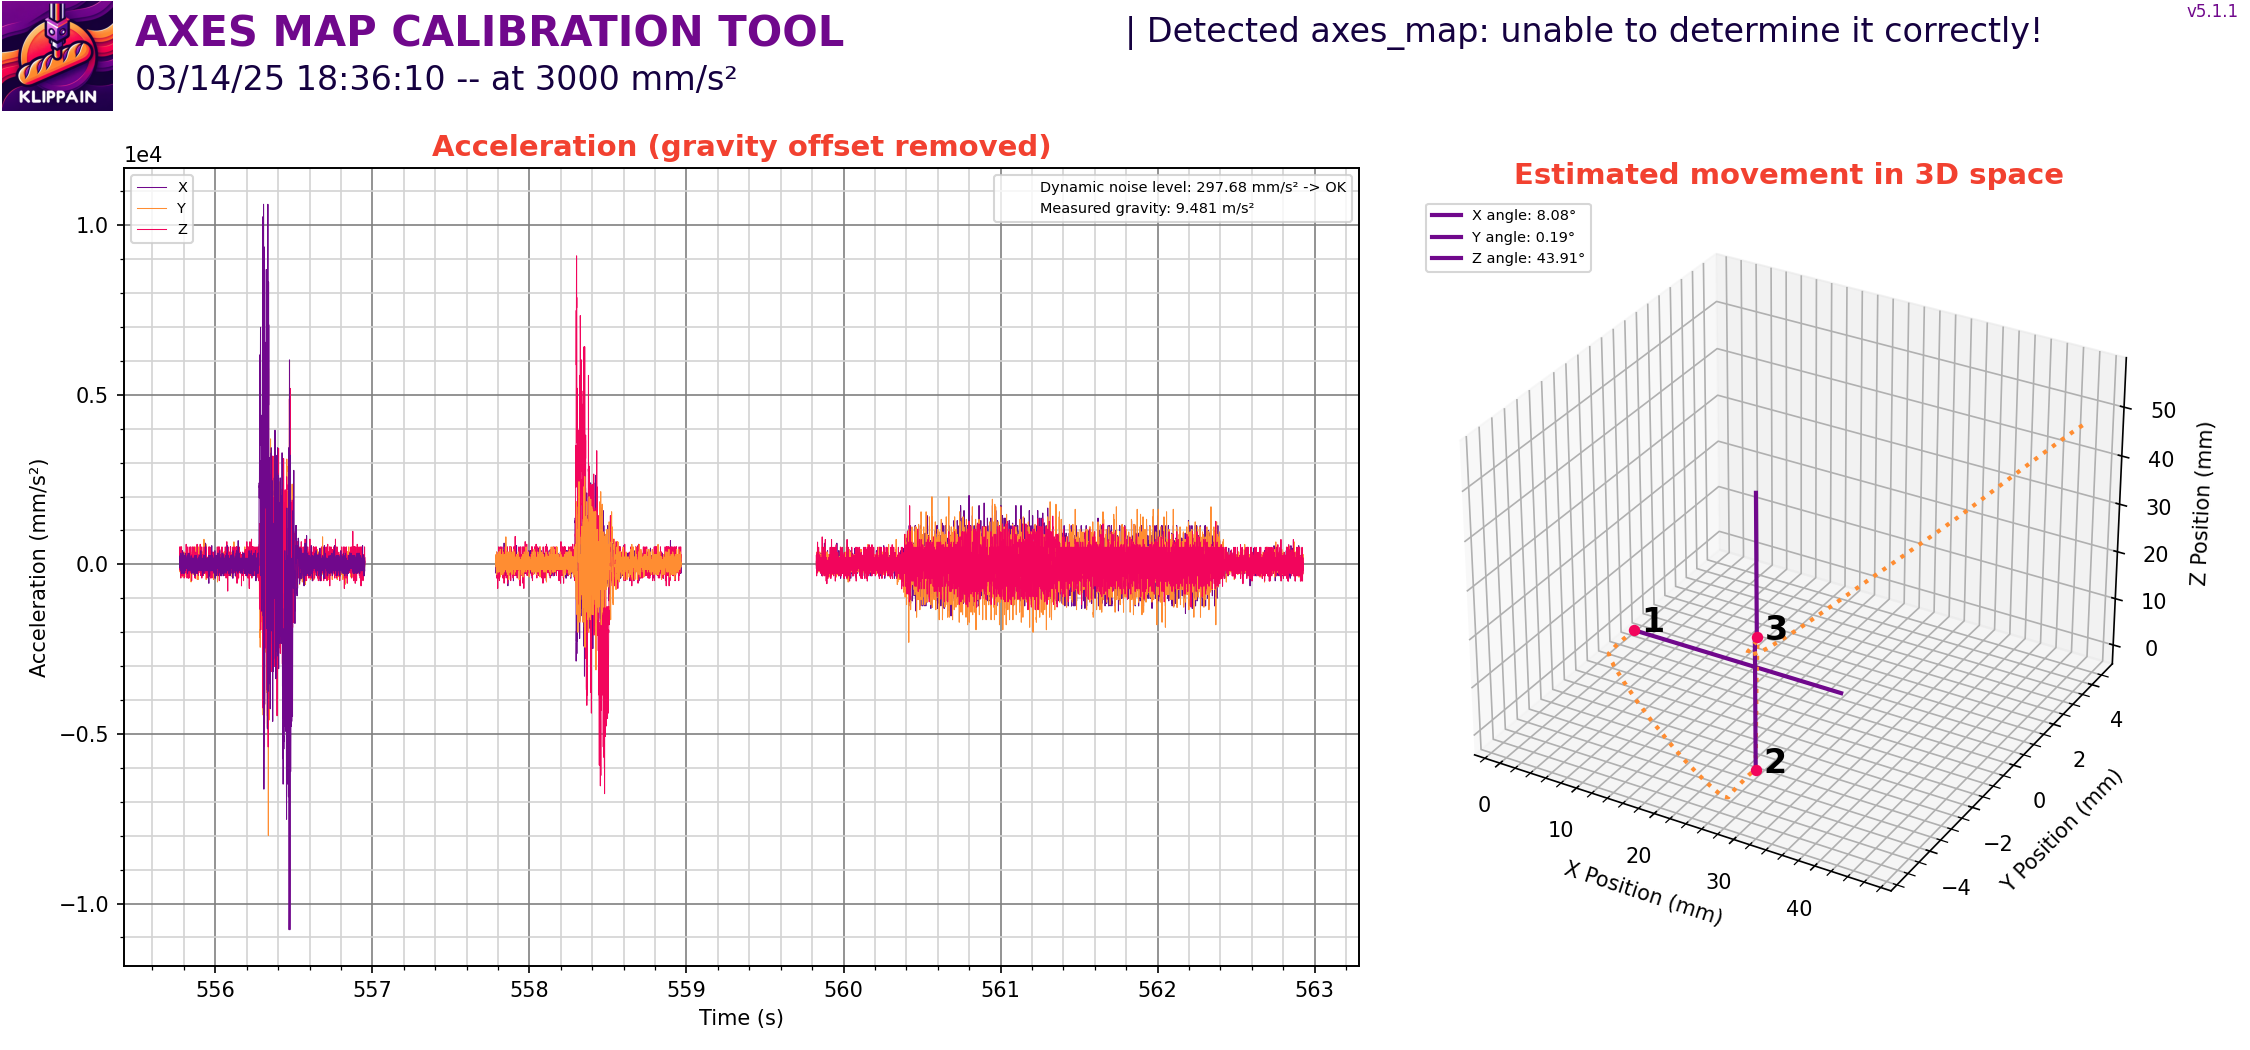 AXES MAP CALIBRATION TOOL
| Detected axes_map: unable to determine it correctly!
v5.1.1
03/14/25 18:36:10 -- at 3000 mm/s²
KLIPPAIN
Acceleration (gravity offset removed)
1e4
X
Y
Z
Dynamic noise level: 297.68 mm/s² -> OK
Measured gravity: 9.481 m/s²
1.0
0.5
0.0
−0.5
−1.0
Acceleration (mm/s²)
556
557
558
559
560
561
562
563
Time (s)
Estimated movement in 3D space
X angle: 8.08°
Y angle: 0.19°
Z angle: 43.91°
1
3
2
50
40
30
20
10
0
Z Position (mm)
4
2
0
−2
−4
Y Position (mm)
0
10
20
30
40
X Position (mm)